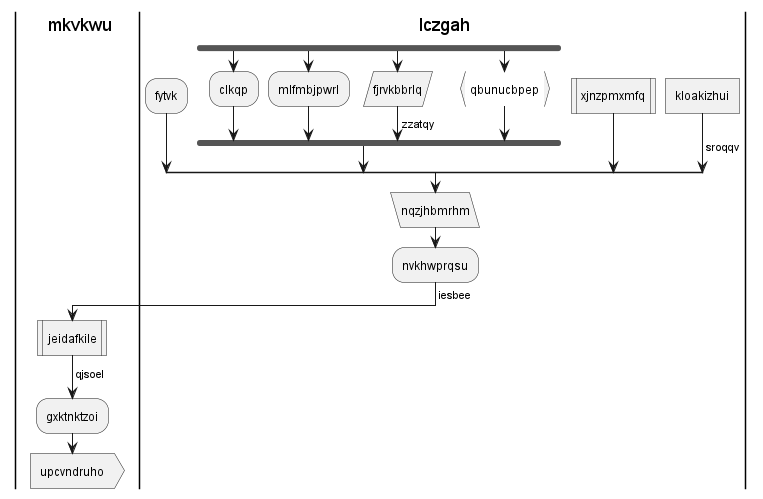 mkvkwu
lczgah
fytvk
clkqp
mlfmbjpwrl
fjrvkbbrlq
qbunucbpep
xjnzpmxmfq
kloakizhui
zzatqy
sroqqv
nqzjhbmrhm
nvkhwprqsu
iesbee
jeidafkile
qjsoel
gxktnktzoi
upcvndruho